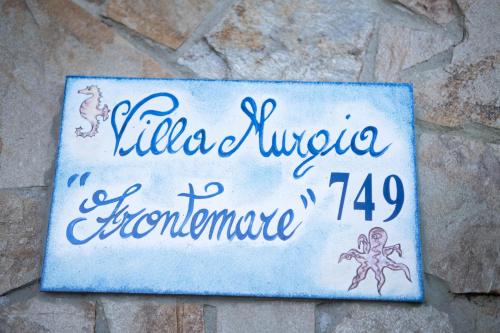 Villa Murgia
"Frontemare" 749